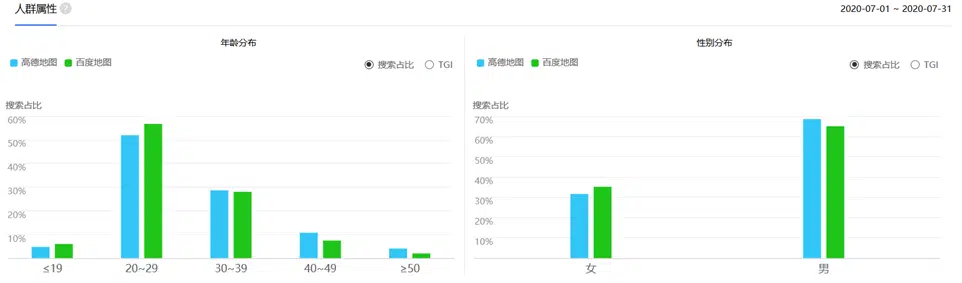 人群属性 ?
2020-07-01 ~ 2020-07-31
年龄分布
高德地图 百度地图
搜索占比 TGI
搜索占比
60%
50%
40%
30%
20%
10%
≤19 20~29 30~39 40~49 ≥50
性别分布
高德地图 百度地图
搜索占比 TGI
搜索占比
70%
60%
50%
40%
30%
20%
10%
女 男